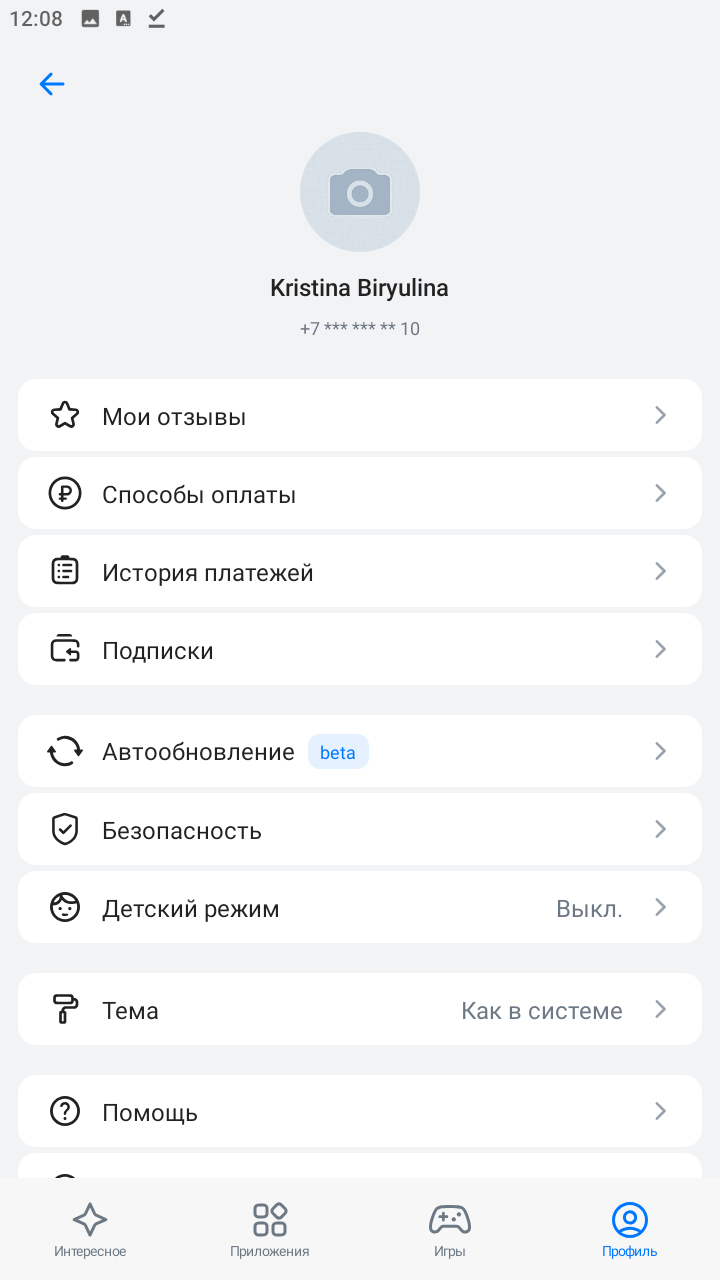 12:08
Kristina Biryulina
+7 *** *** ** 10
Мои отзывы
Способы оплаты
История платежей
Подписки
Автообновление beta
Безопасность
Детский режим Выкл.
Тема Как в системе
Помощь
Интересное Приложения Игры Профиль